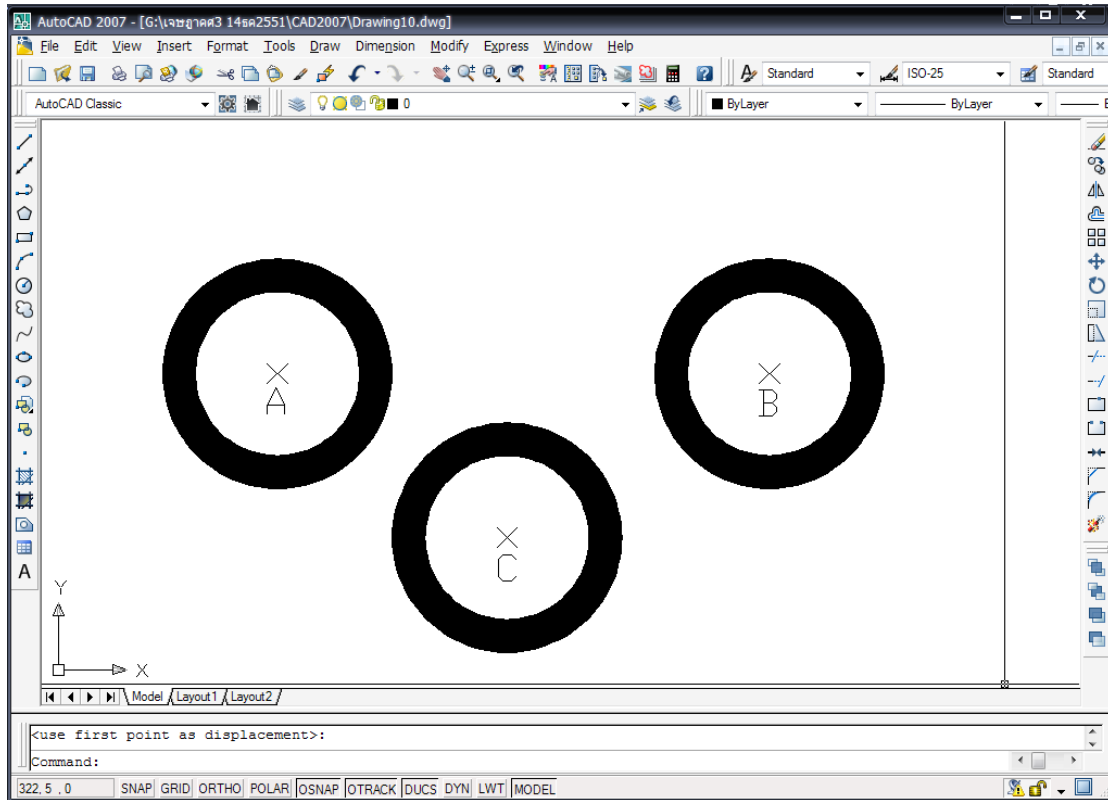 AutoCAD 2007 - [G:\เจษฎาคศ3 14ธค2551\CAD2007\Drawing10.dwg]
File Edit View Insert Format Tools Draw Dimension Modify Express Window Help
Standard ISO-25 Standard
AutoCAD Classic 0 ByLayer ByLayer
A B
C
A
Y
X
Model Layout1 Layout2
<use first point as displacement>:
Command:
322, 5 , 0 SNAP GRID ORTHO POLAR OSNAP OTRACK DUCS DYN LWT MODEL